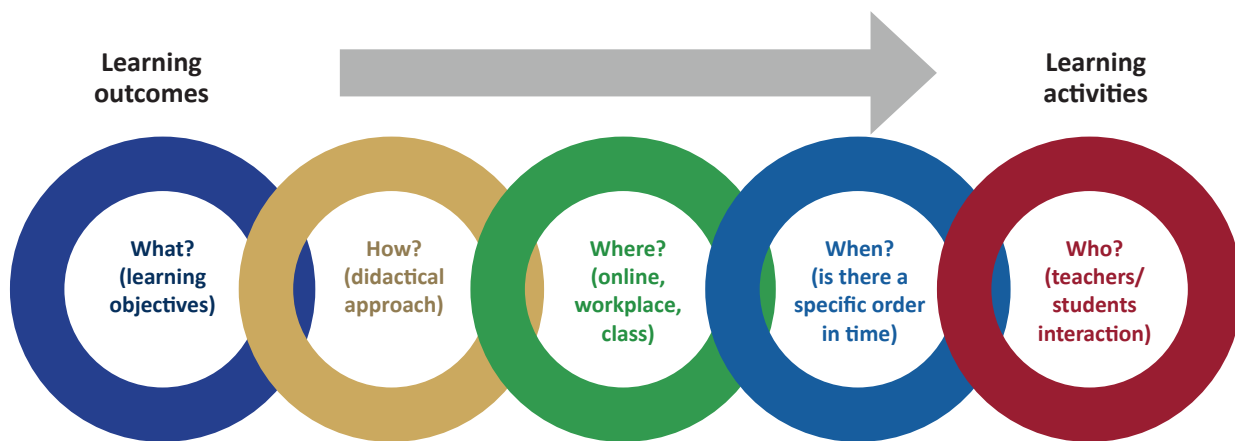 Learning
outcomes
Learning
activities
What?
(learning
objectives)
How?
(didactical
approach)
Where?
(online,
workplace,
class)
When?
(is there a
specific order
in time)
Who?
(teachers/
students
interaction)